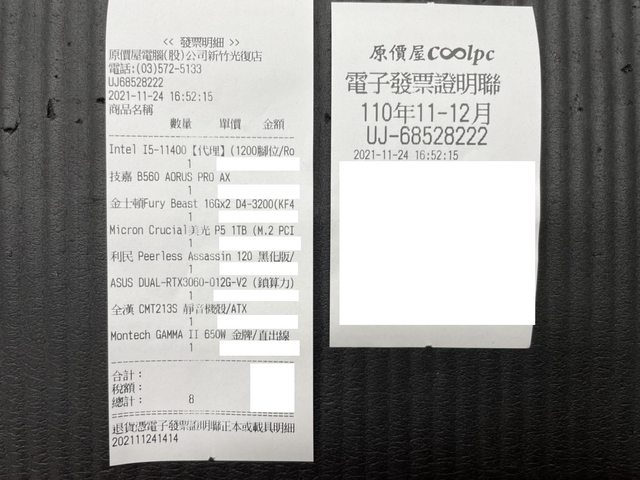 << 發票明細 >>
原價屋電腦(股)公司新竹光復店
電話:(03)572-5133
UJ68528222
2021-11-24 16:52:15
商品名稱
數量 單價 金額
Intel I5-11400【代理】(1200腳位/Ro
1
技嘉 B560 AORUS PRO AX
1
金士頓Fury Beast 16Gx2 D4-3200(KF4
1
Micron Crucial美光 P5 1TB (M.2 PCI
1
利民 Peerless Assassin 120 黑化版/
1
ASUS DUAL-RTX3060-O12G-V2 (鎖算力)
1
全漢 CMT213S 靜音機殼/ATX
1
Montech GAMMA II 650W 金牌/直出線
1
合計:
稅額:
總計: 8
退貨憑電子發票證明聯正本或載具明細
202111241414
原價屋coolpc
電子發票證明聯
110年11-12月
UJ-68528222
2021-11-24 16:52:15